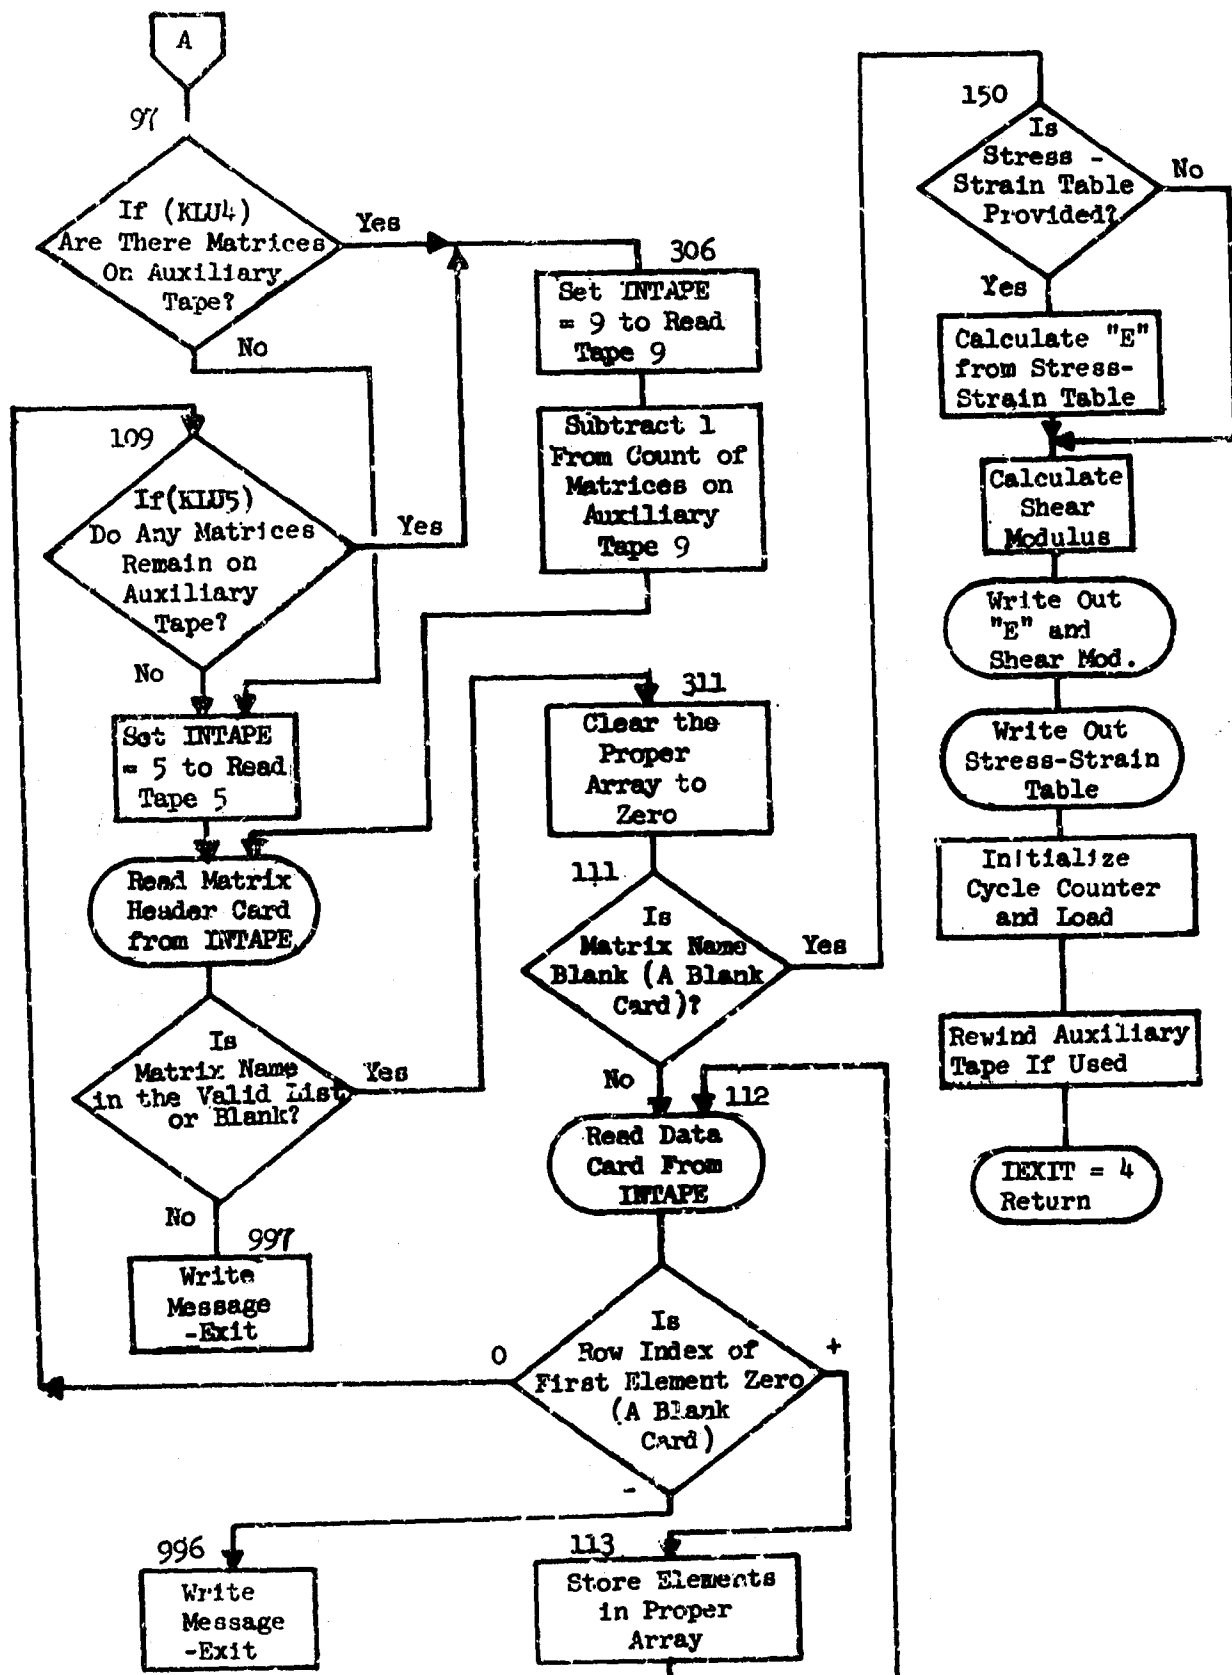 A
97
If (KLU4)
Are There Matrices
On Auxiliary
Tape?
Yes
No
306
Set INTAPE
= 9 to Read
Tape 9
Subtract 1
From Count of
Matrices on
Auxiliary
Tape 9
109
If(KLU5)
Do Any Matrices
Remain on
Auxiliary
Tape?
Yes
No
Set INTAPE
= 5 to Read
Tape 5
Read Matrix
Header Card
from INTAPE
Is
Matrix Name
in the Valid List
or Blank?
Yes
No
997
Write
Message
-Exit
311
Clear the
Proper
Array to
Zero
111
Is
Matrix Name
Blank (A Blank
Card)?
Yes
No
112
Read Data
Card From
INTAPE
Is
Row Index of
First Element Zero
(A Blank
Card)
0
+
-
996
Write
Message
-Exit
113
Store Elements
in Proper
Array
150
Is
Stress -
Strain Table
Provided?
No
Yes
Calculate "E"
from Stress-
Strain Table
Calculate
Shear
Modulus
Write Out
"E" and
Shear Mod.
Write Out
Stress-Strain
Table
Initialize
Cycle Counter
and Load
Rewind Auxiliary
Tape If Used
IEXIT = 4
Return